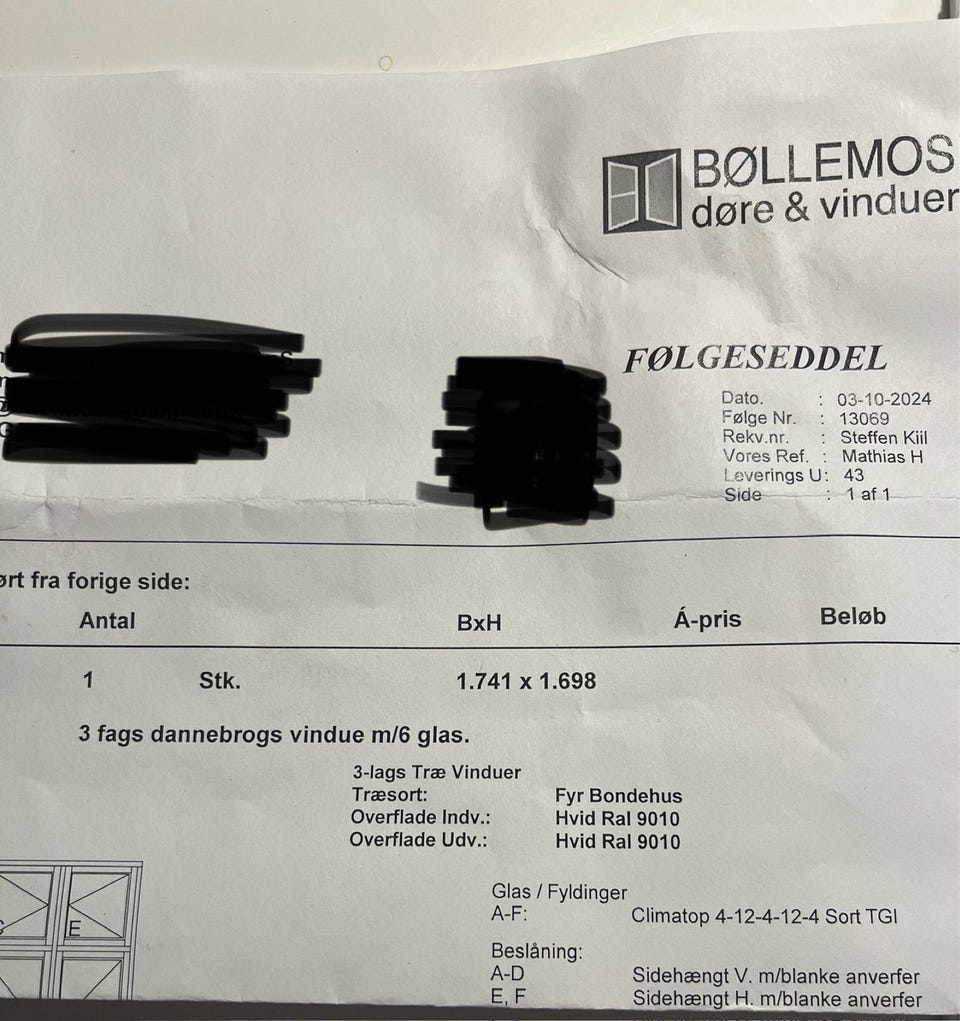 BØLLEMOS
døre & vinduer
FØLGESEDDEL
Dato. : 03-10-2024
Følge Nr. : 13069
Rekv.nr. : Steffen Kiil
Vores Ref. : Mathias H
Leverings U: 43
Side : 1 af 1
ørt fra forige side:
Antal BxH Á-pris Beløb
1 Stk. 1.741 x 1.698
3 fags dannebrogs vindue m/6 glas.
3-lags Træ Vinduer
Træsort: Fyr Bondehus
Overflade Indv.: Hvid Ral 9010
Overflade Udv.: Hvid Ral 9010
Glas / Fyldinger
A-F: Climatop 4-12-4-12-4 Sort TGI
E
Beslåning:
A-D Sidehængt V. m/blanke anverfer
E, F Sidehængt H. m/blanke anverfer